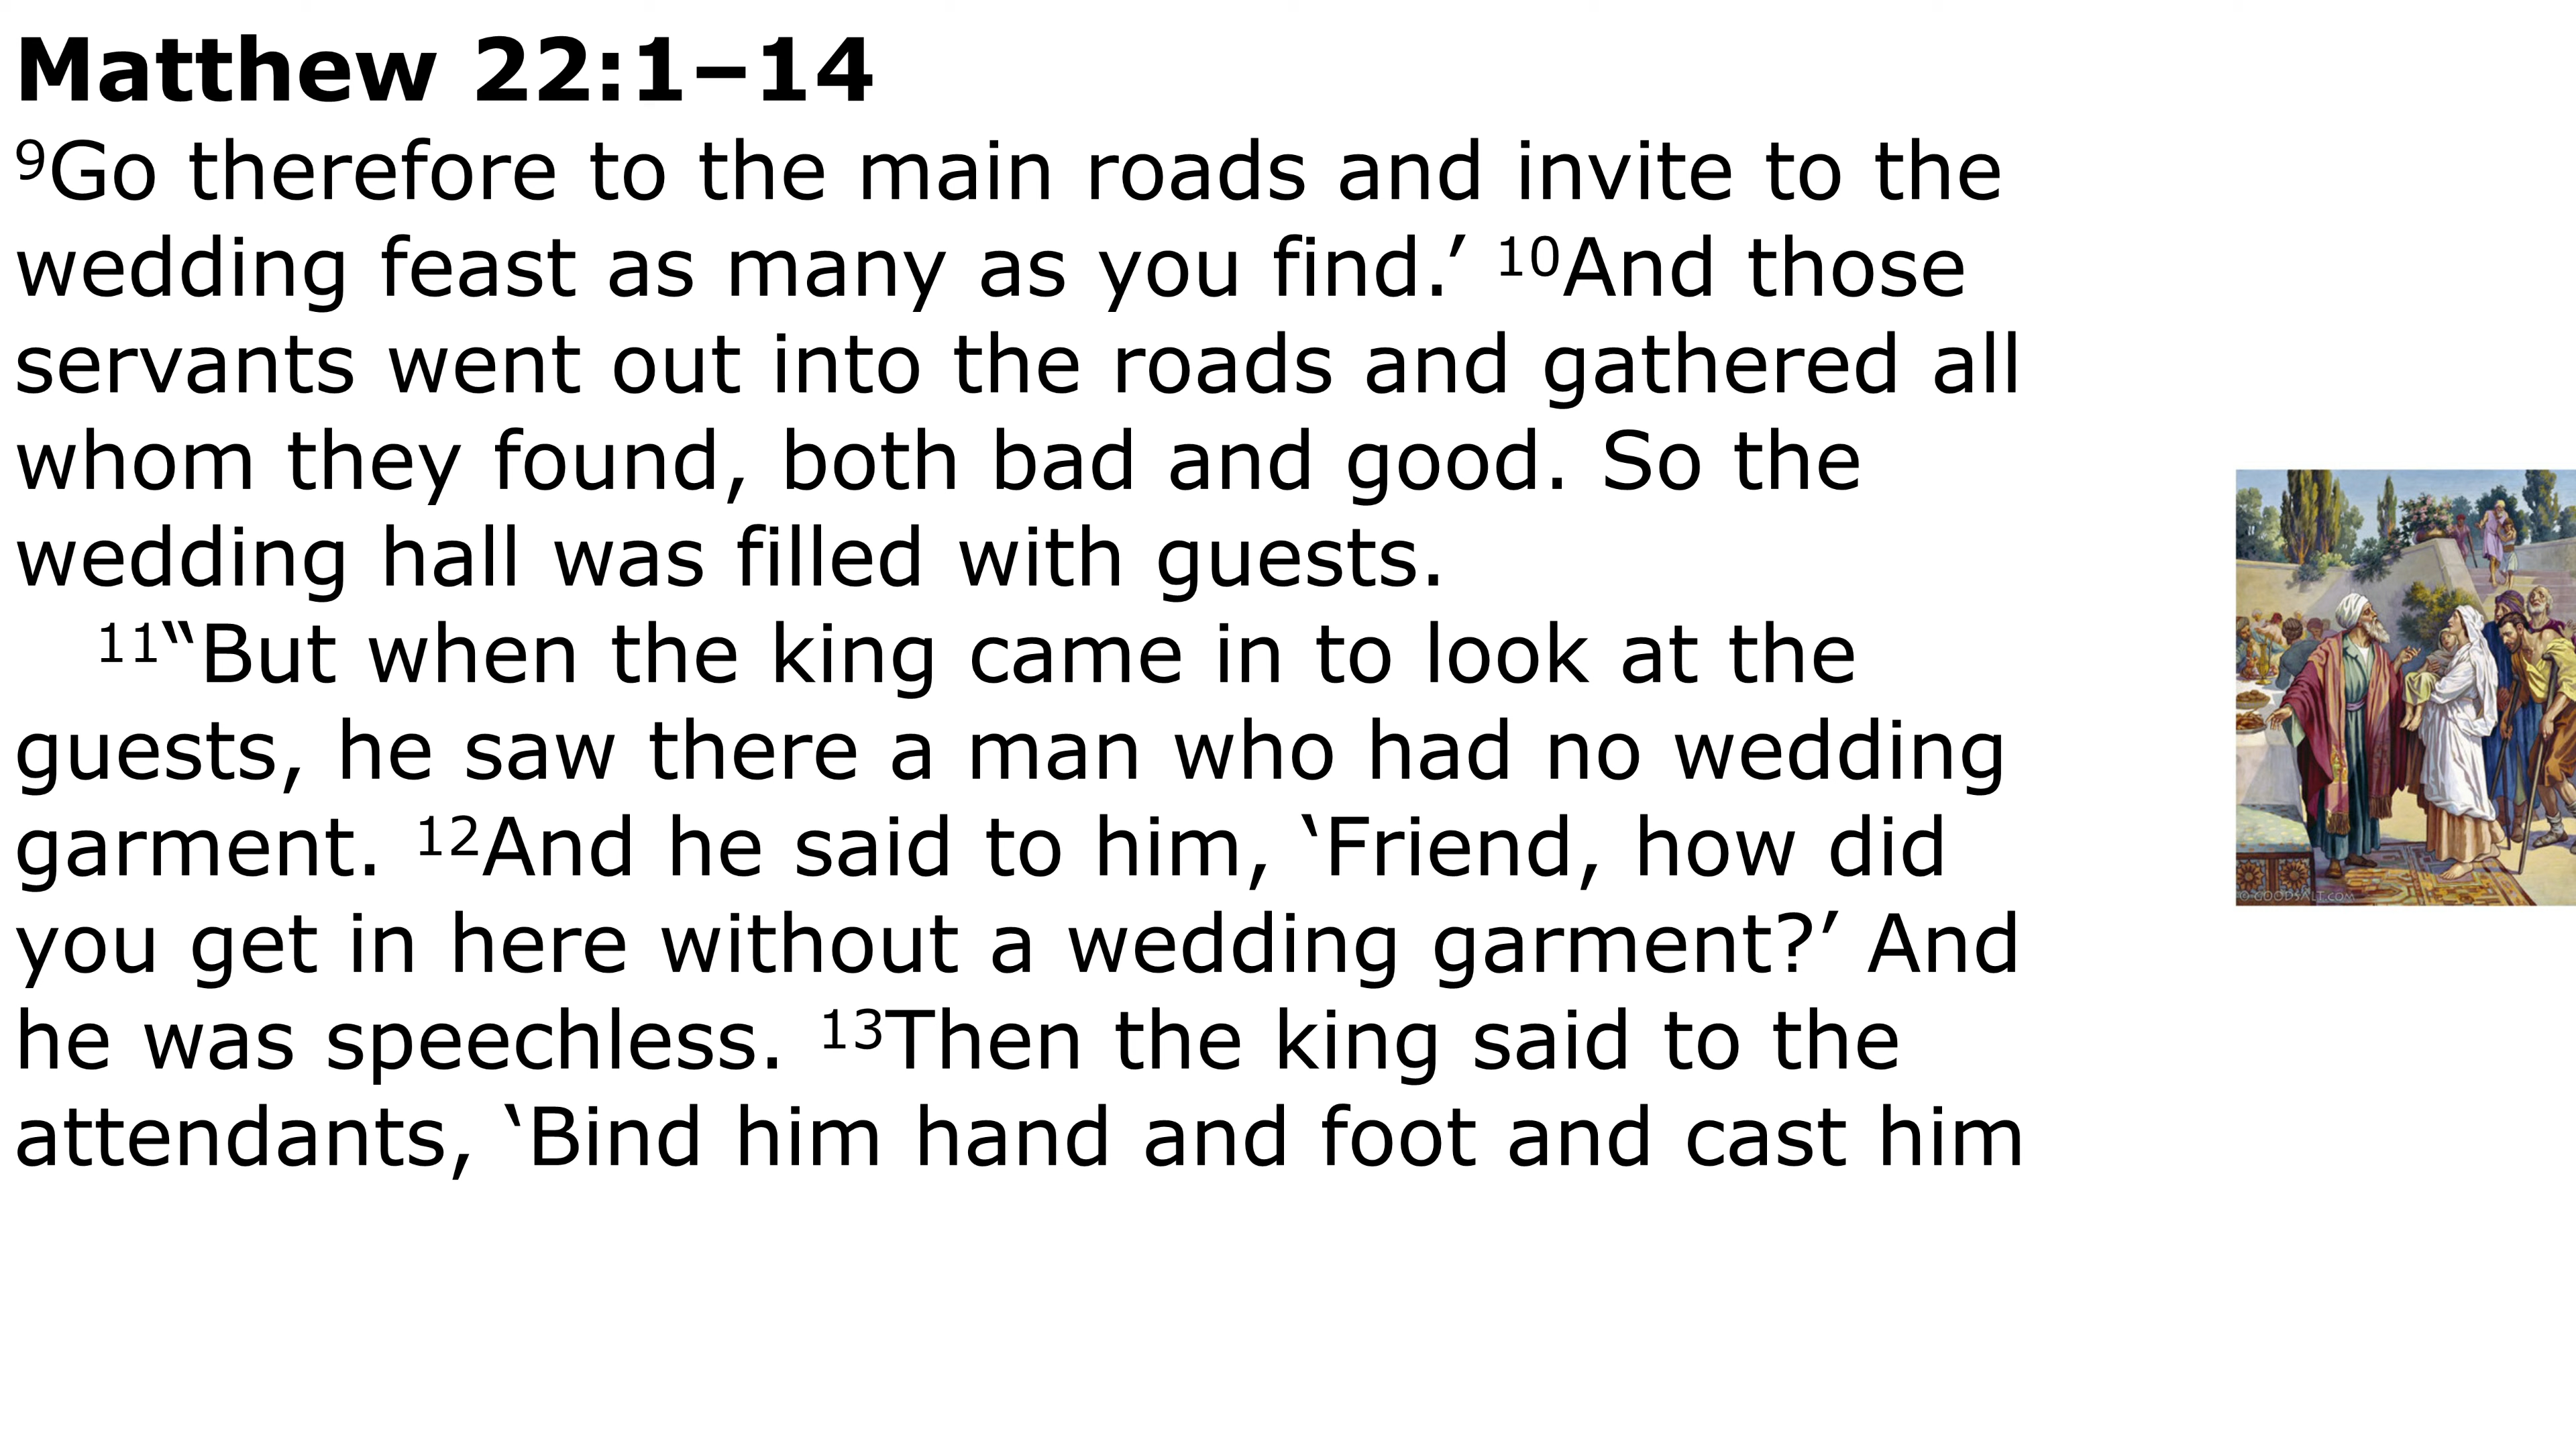 Matthew 22:1–14
⁹Go therefore to the main roads and invite to the
wedding feast as many as you find.’ ¹⁰And those
servants went out into the roads and gathered all
whom they found, both bad and good. So the
wedding hall was filled with guests.
¹¹“But when the king came in to look at the
guests, he saw there a man who had no wedding
garment. ¹²And he said to him, ‘Friend, how did
you get in here without a wedding garment?’ And
he was speechless. ¹³Then the king said to the
attendants, ‘Bind him hand and foot and cast him
© GOODSALT.COM